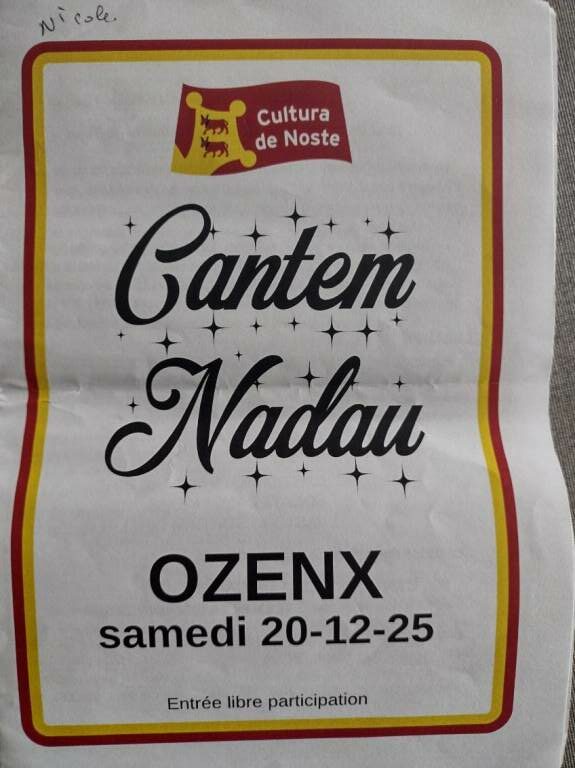 Nicole
Cultura
de Noste
Cantem
Nadau
OZENX
samedi 20-12-25
Entrée libre participation